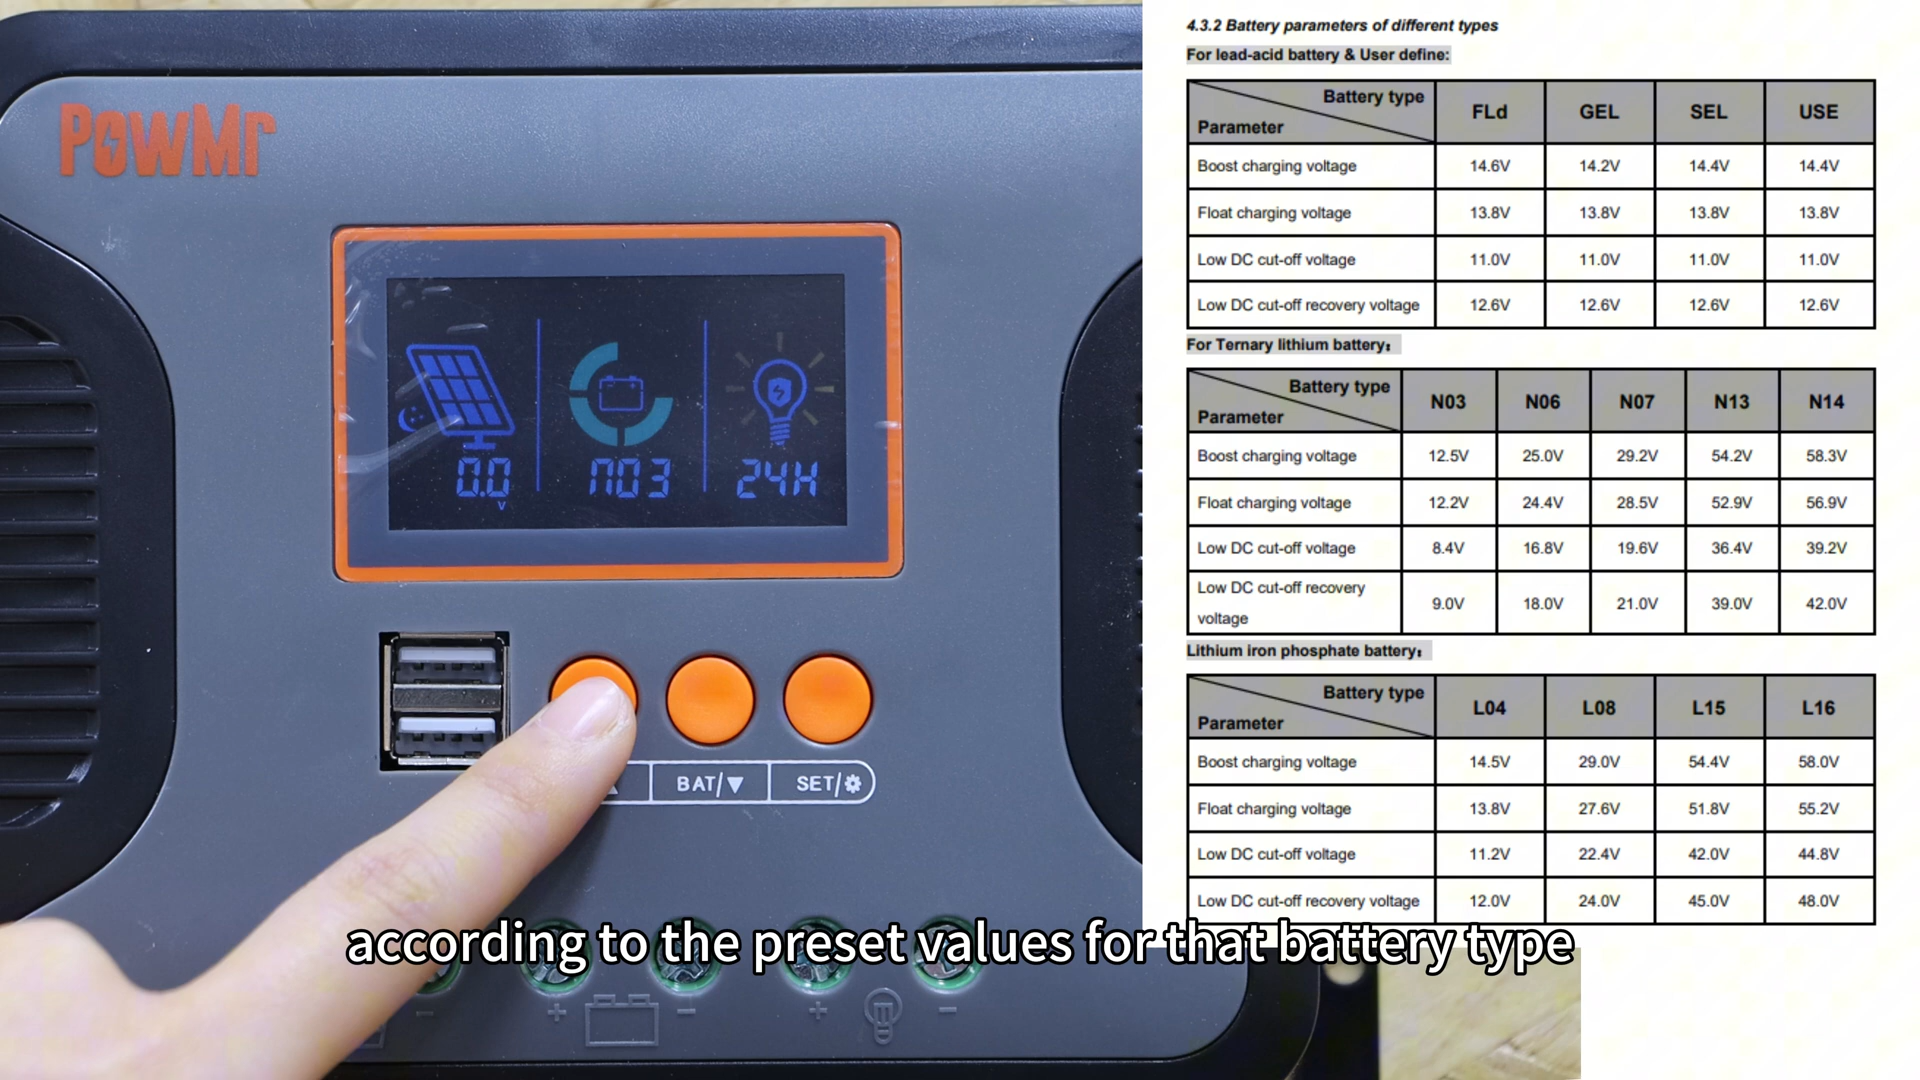 PowMr
0.0 N03 24H
V
BAT/▼ SET/⚙
+ - + -
according to the preset values for that battery type
4.3.2 Battery parameters of different types
For lead-acid battery & User define:
Battery type FLd GEL SEL USE
Parameter
Boost charging voltage 14.6V 14.2V 14.4V 14.4V
Float charging voltage 13.8V 13.8V 13.8V 13.8V
Low DC cut-off voltage 11.0V 11.0V 11.0V 11.0V
Low DC cut-off recovery voltage 12.6V 12.6V 12.6V 12.6V
For Ternary lithium battery:
Battery type N03 N06 N07 N13 N14
Parameter
Boost charging voltage 12.5V 25.0V 29.2V 54.2V 58.3V
Float charging voltage 12.2V 24.4V 28.5V 52.9V 56.9V
Low DC cut-off voltage 8.4V 16.8V 19.6V 36.4V 39.2V
Low DC cut-off recovery
voltage 9.0V 18.0V 21.0V 39.0V 42.0V
Lithium iron phosphate battery:
Battery type L04 L08 L15 L16
Parameter
Boost charging voltage 14.5V 29.0V 54.4V 58.0V
Float charging voltage 13.8V 27.6V 51.8V 55.2V
Low DC cut-off voltage 11.2V 22.4V 42.0V 44.8V
Low DC cut-off recovery voltage 12.0V 24.0V 45.0V 48.0V